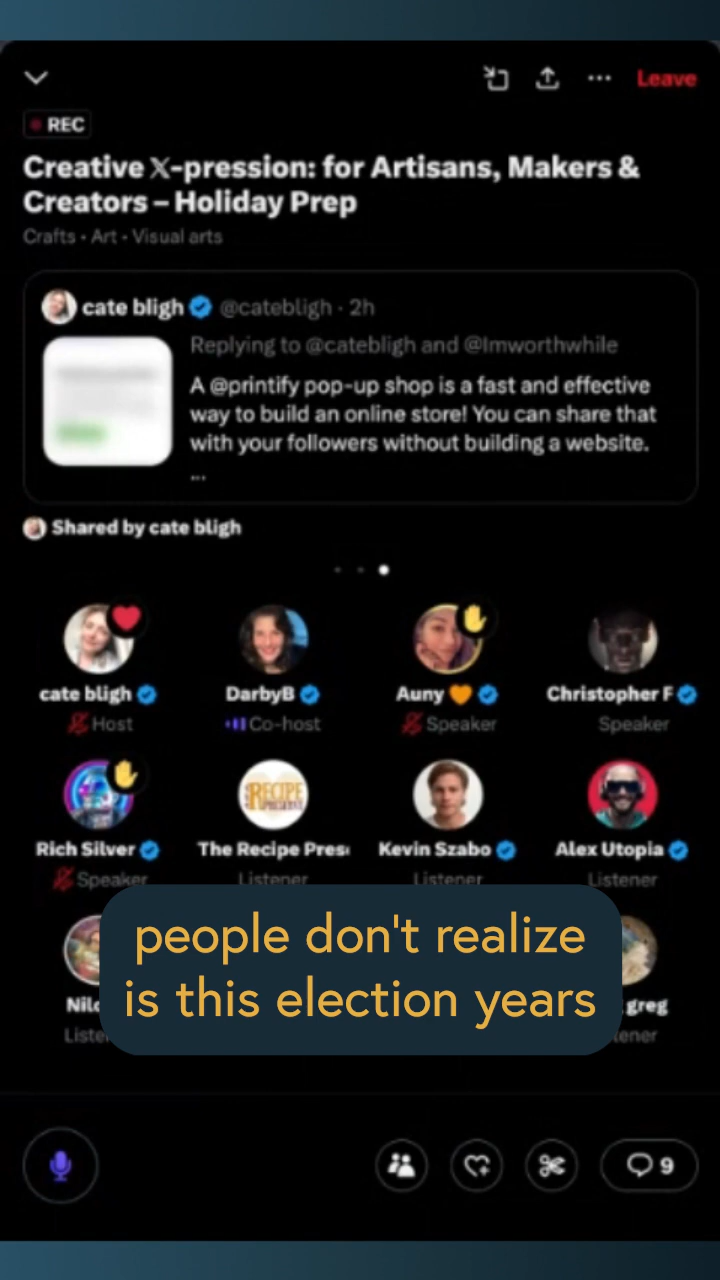 Leave
REC
Creative 𝕏-pression: for Artisans, Makers &
Creators – Holiday Prep
Crafts • Art • Visual arts
cate bligh @catebligh · 2h
Replying to @catebligh and @Imworthwhile
A @printify pop-up shop is a fast and effective
way to build an online store! You can share that
with your followers without building a website.
...
Shared by cate bligh
cate bligh DarbyB Auny 🧡 Christopher F
Host Co-host Speaker Speaker
Rich Silver The Recipe Pres Kevin Szabo Alex Utopia
Speaker Listener Listener Listener
people don't realize
is this election years
greg
9